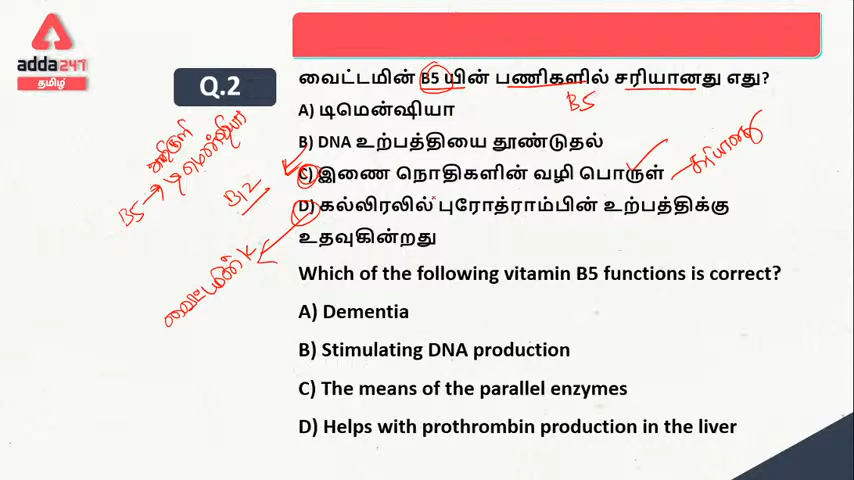 adda247
தமிழ்
Q.2
வைட்டமின் B5 யின் பணிகளில் சரியானது எது?
B5
A) டிமென்ஷியா
B) DNA உற்பத்தியை தூண்டுதல்
C) இணை நொதிகளின் வழி பொருள்
D) கல்லிரலில் புரோத்ராம்பின் உற்பத்திக்கு
உதவுகின்றது
B5 → டிமென்ஷியா
B12
வைட்டமின் K
Which of the following vitamin B5 functions is correct?
A) Dementia
B) Stimulating DNA production
C) The means of the parallel enzymes
D) Helps with prothrombin production in the liver